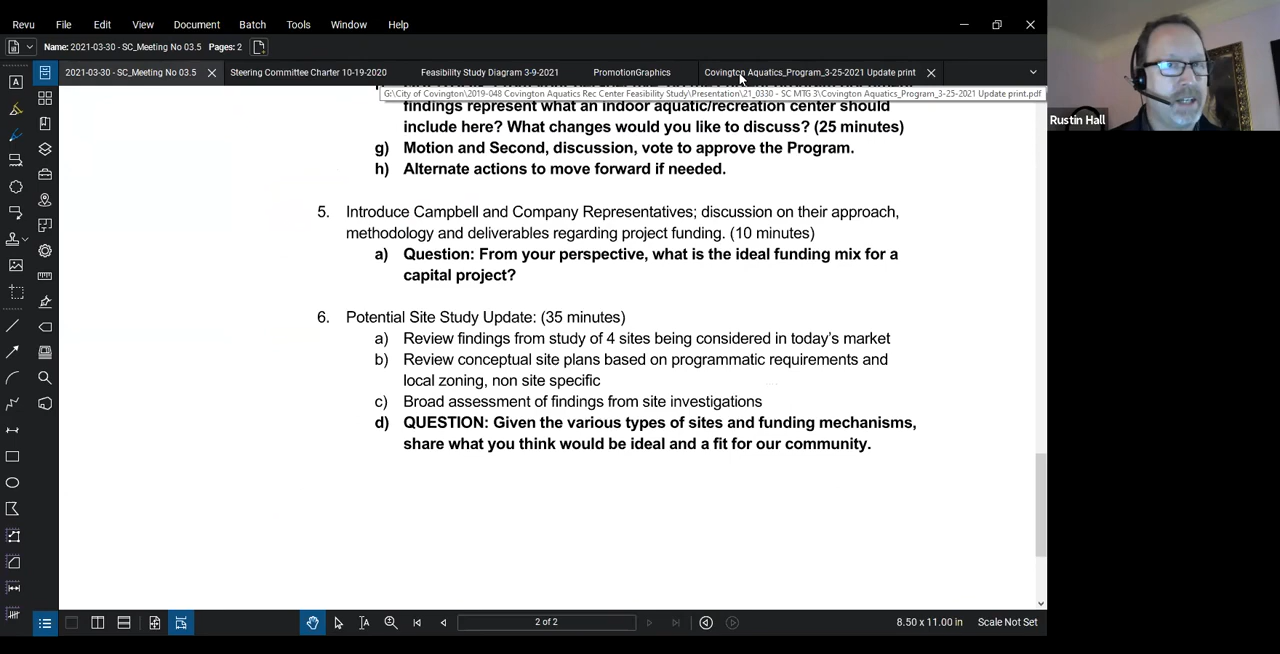 Revu File Edit View Document Batch Tools Window Help
Name: 2021-03-30 - SC_Meeting No 03.5 Pages: 2
2021-03-30 - SC_Meeting No 03.5 Steering Committee Charter 10-19-2020 Feasibility Study Diagram 3-9-2021 PromotionGraphics Covington Aquatics_Program_3-25-2021 Update print
G:\City of Covington\2019-048 Covington Aquatics Rec Center Feasibility Study\Presentation\21_0330 - SC MTG 3\Covington Aquatics_Program_3-25-2021 Update print.pdf
findings represent what an indoor aquatic/recreation center should
include here? What changes would you like to discuss? (25 minutes)
g) Motion and Second, discussion, vote to approve the Program.
h) Alternate actions to move forward if needed.
5. Introduce Campbell and Company Representatives; discussion on their approach,
methodology and deliverables regarding project funding. (10 minutes)
a) Question: From your perspective, what is the ideal funding mix for a
capital project?
6. Potential Site Study Update: (35 minutes)
a) Review findings from study of 4 sites being considered in today's market
b) Review conceptual site plans based on programmatic requirements and
local zoning, non site specific
c) Broad assessment of findings from site investigations
d) QUESTION: Given the various types of sites and funding mechanisms,
share what you think would be ideal and a fit for our community.
2 of 2
8.50 x 11.00 in Scale Not Set
Rustin Hall